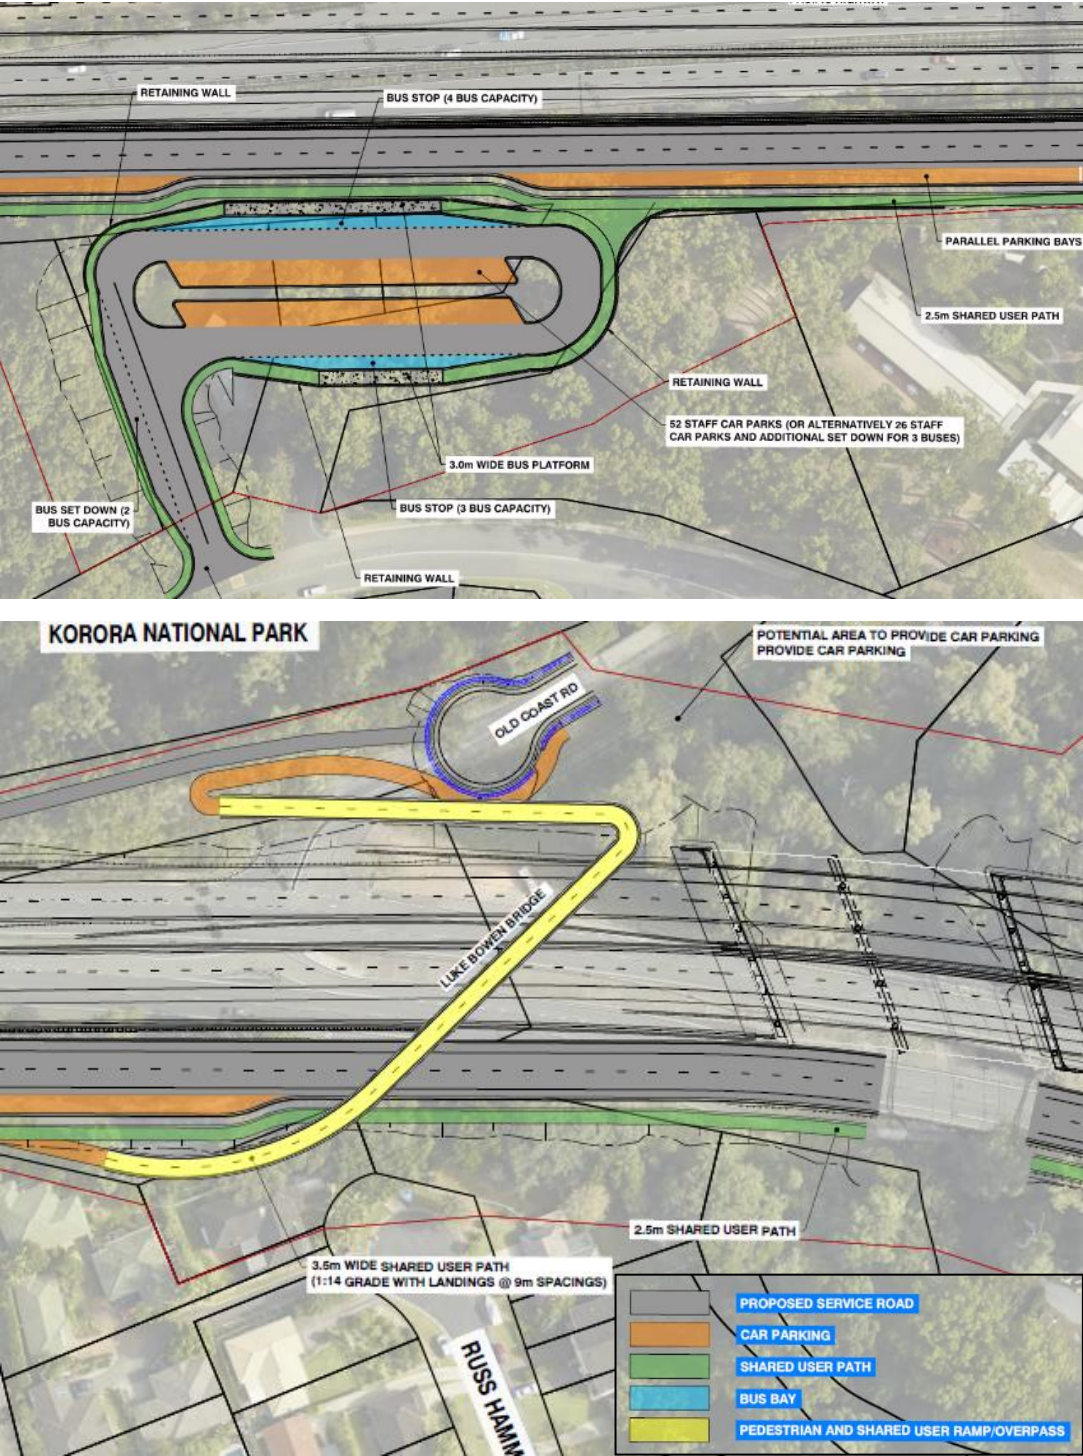 RETAINING WALL
BUS STOP (4 BUS CAPACITY)
PARALLEL PARKING BAYS
2.5m SHARED USER PATH
RETAINING WALL
52 STAFF CAR PARKS (OR ALTERNATIVELY 26 STAFF
CAR PARKS AND ADDITIONAL SET DOWN FOR 3 BUSES)
3.0m WIDE BUS PLATFORM
BUS SET DOWN (2
BUS CAPACITY)
BUS STOP (3 BUS CAPACITY)
RETAINING WALL
KORORA NATIONAL PARK
POTENTIAL AREA TO PROVIDE CAR PARKING
PROVIDE CAR PARKING
OLD COAST RD
LUKE BOWEN BRIDGE
2.5m SHARED USER PATH
3.5m WIDE SHARED USER PATH
(1:14 GRADE WITH LANDINGS @ 9m SPACINGS)
RUSS HAMM
PROPOSED SERVICE ROAD
CAR PARKING
SHARED USER PATH
BUS BAY
PEDESTRIAN AND SHARED USER RAMP/OVERPASS